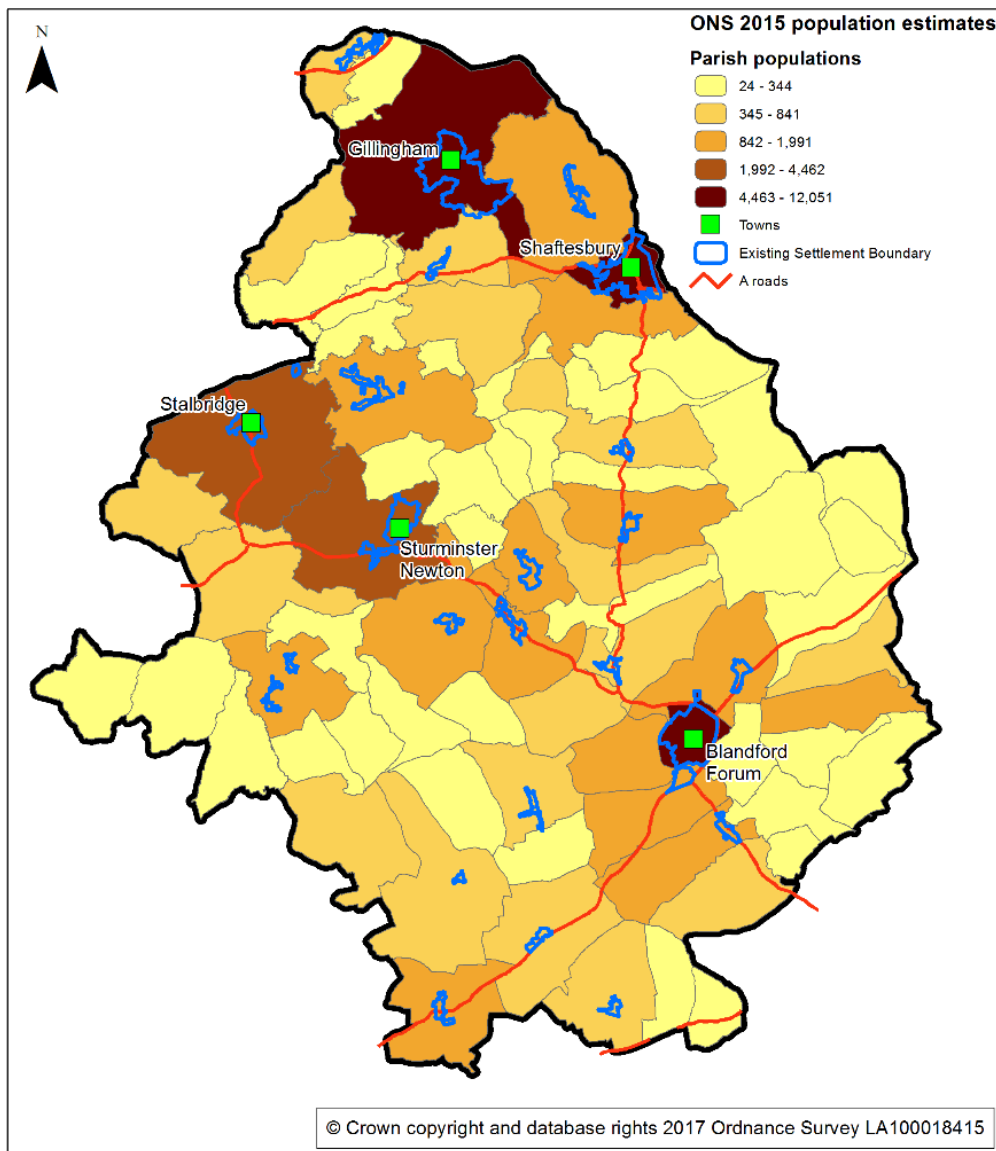 N
ONS 2015 population estimates
Parish populations
24 - 344
345 - 841
842 - 1,991
1,992 - 4,462
4,463 - 12,051
Towns
Existing Settlement Boundary
A roads
Gillingham
Shaftesbury
Stalbridge
Sturminster
Newton
Blandford
Forum
© Crown copyright and database rights 2017 Ordnance Survey LA100018415